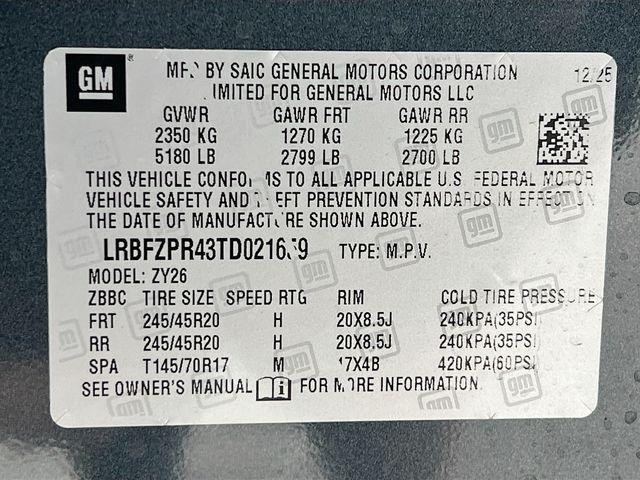 GM
MFD BY SAIC GENERAL MOTORS CORPORATION 12/25
LIMITED FOR GENERAL MOTORS LLC
GVWR GAWR FRT GAWR RR
2350 KG 1270 KG 1225 KG
5180 LB 2799 LB 2700 LB
THIS VEHICLE CONFORMS TO ALL APPLICABLE U.S. FEDERAL MOTOR
VEHICLE SAFETY AND THEFT PREVENTION STANDARDS IN EFFECT ON
THE DATE OF MANUFACTURE SHOWN ABOVE.
TYPE: M.P.V.
MODEL: ZY26
ZBBC TIRE SIZE SPEED RTG RIM COLD TIRE PRESSURE
FRT 245/45R20 H 20X8.5J 240KPA(35PSI)
RR 245/45R20 H 20X8.5J 240KPA(35PSI)
SPA T145/70R17 M 17X4B 420KPA(60PSI)
SEE OWNER'S MANUAL FOR MORE INFORMATION.